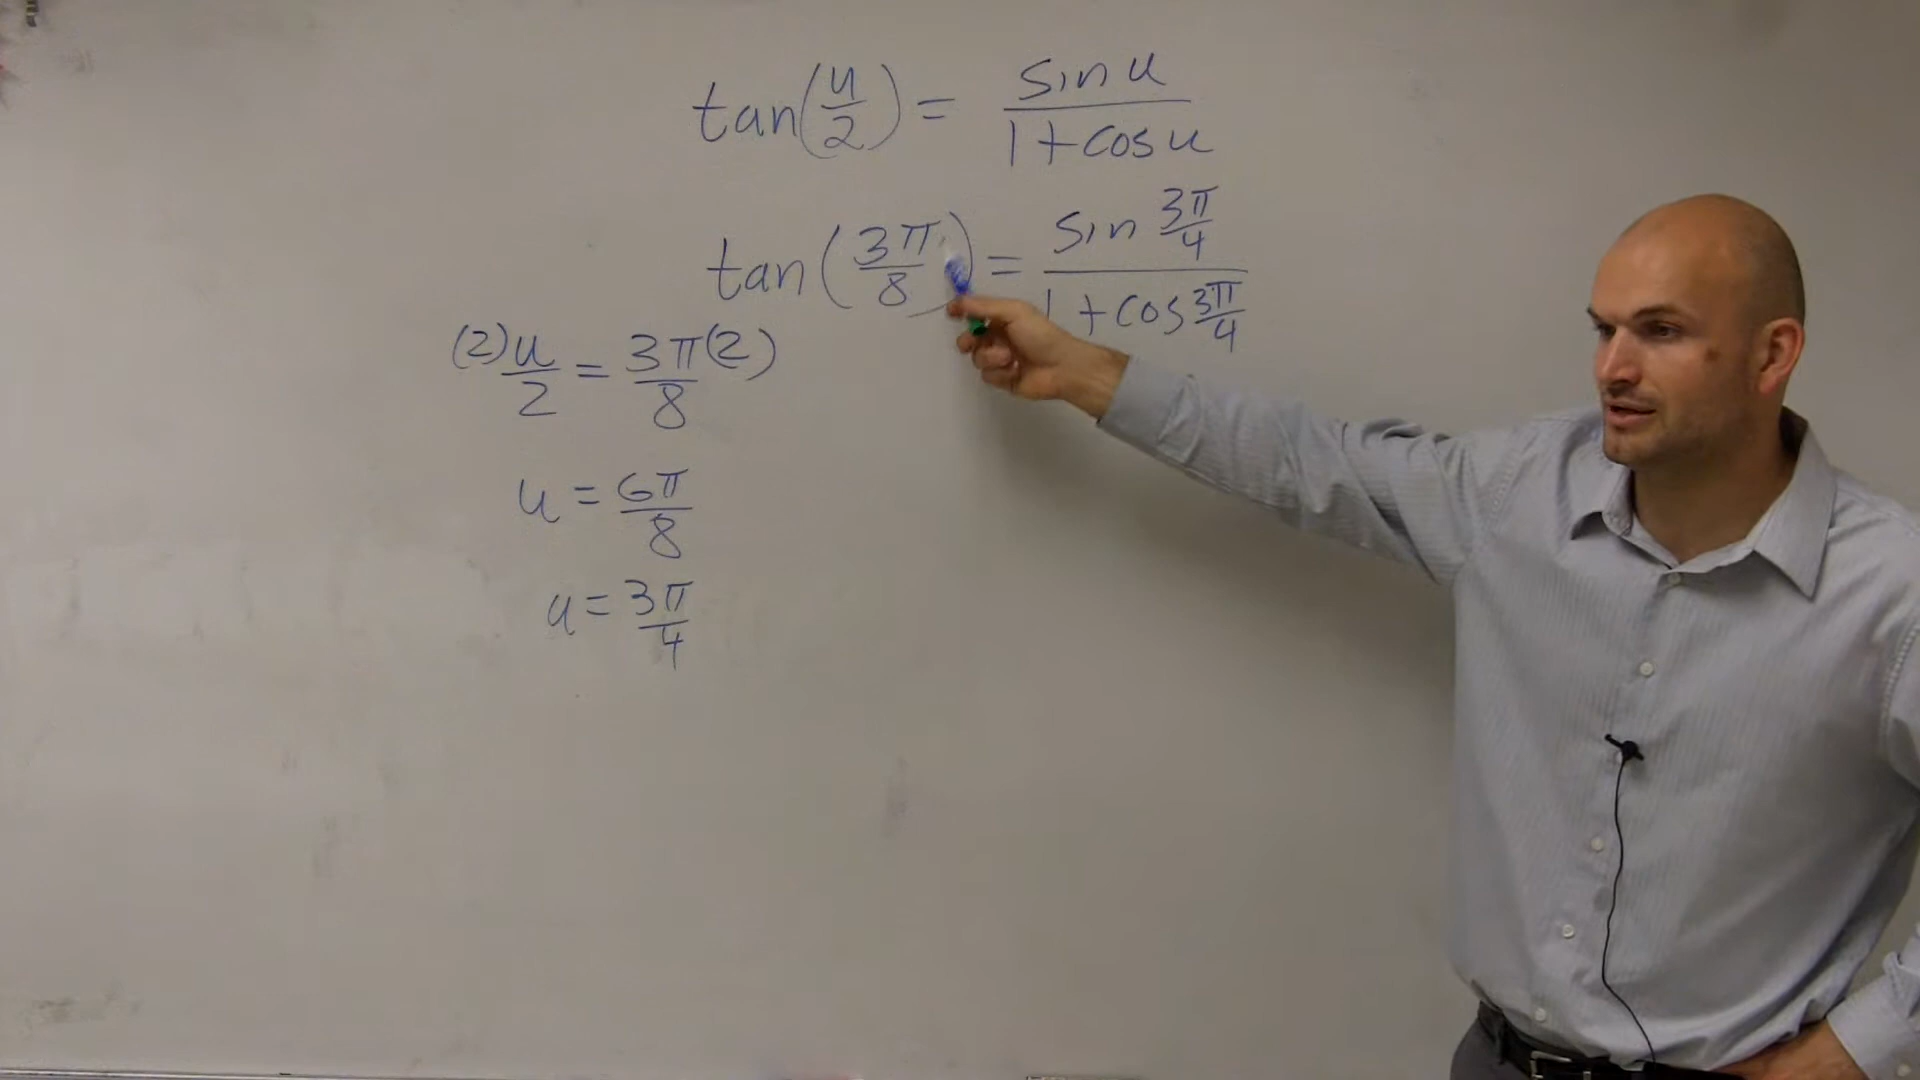 tan(u/2) = sin u / 1 + cos u
tan(3π/8) = sin 3π/4 / 1 + cos 3π/4
(2) u/2 = 3π/8 (2)
u = 6π/8
u = 3π/4